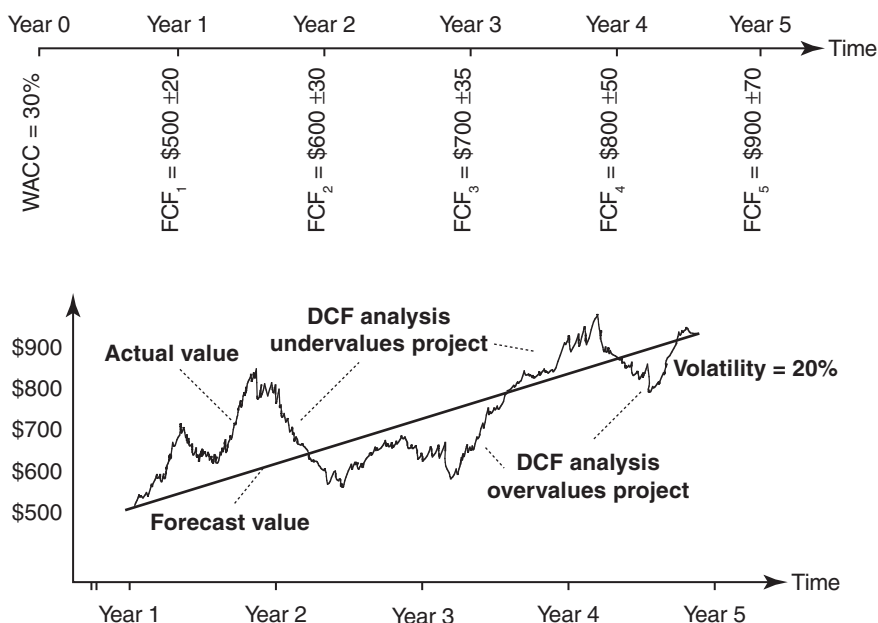 Year 0 Year 1 Year 2 Year 3 Year 4 Year 5
Time
WACC = 30%
FCF₁ = $500 ±20
FCF₂ = $600 ±30
FCF₃ = $700 ±35
FCF₄ = $800 ±50
FCF₅ = $900 ±70
DCF analysis
undervalues project
Actual value
$900
$800
$700
$600
$500
Volatility = 20%
DCF analysis
overvalues project
Forecast value
Time
Year 1 Year 2 Year 3 Year 4 Year 5